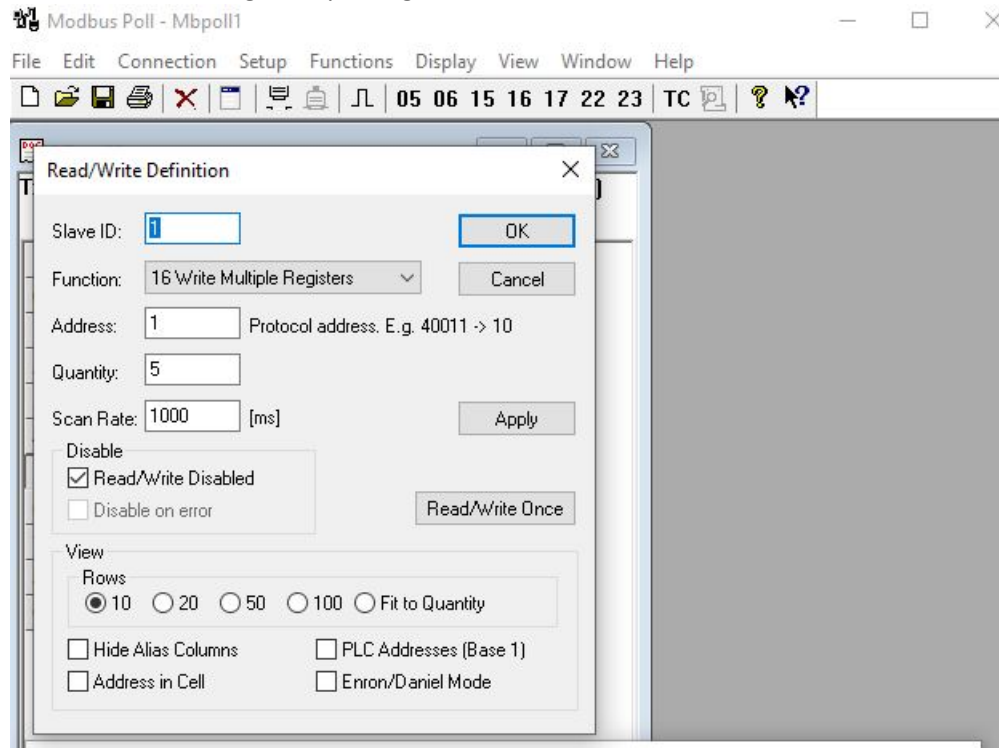 Modbus Poll - Mbpoll1
File Edit Connection Setup Functions Display View Window Help
05 06 15 16 17 22 23 TC
Read/Write Definition
Slave ID: 1 OK
Function: 16 Write Multiple Registers Cancel
Address: 1 Protocol address. E.g. 40011 -> 10
Quantity: 5
Scan Rate: 1000 [ms] Apply
Disable
Read/Write Disabled
Disable on error Read/Write Once
View
Rows
10 20 50 100 Fit to Quantity
Hide Alias Columns PLC Addresses (Base 1)
Address in Cell Enron/Daniel Mode